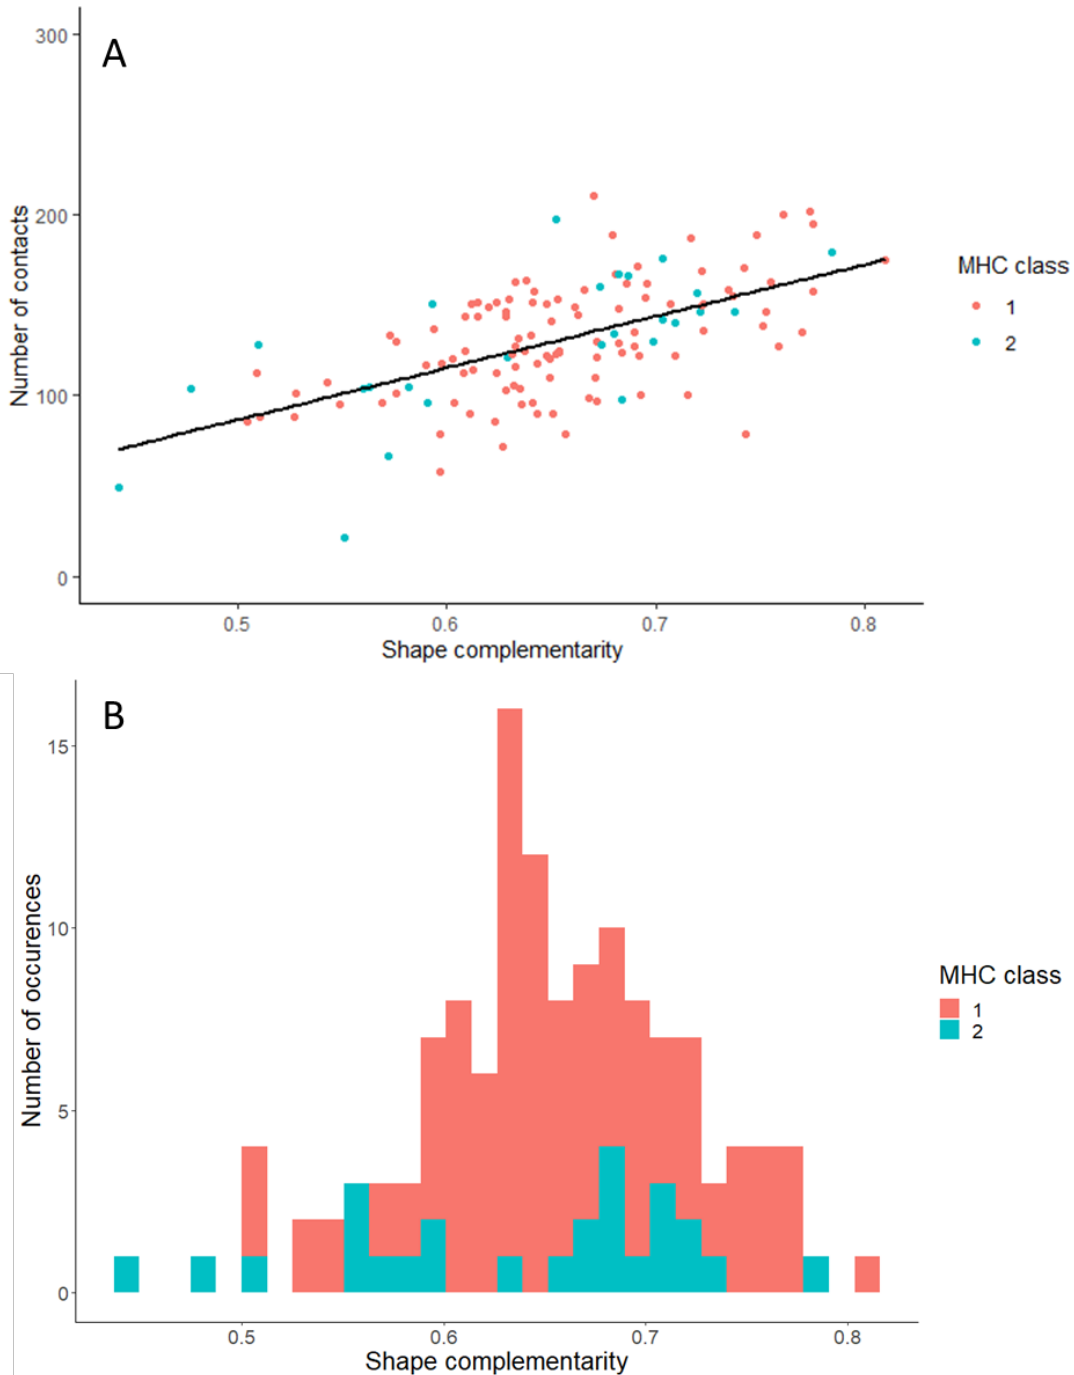 A
300
200
100
0
Number of contacts
0.5 0.6 0.7 0.8
Shape complementarity
MHC class
1
2
B
15
10
5
0
Number of occurences
0.5 0.6 0.7 0.8
Shape complementarity
MHC class
1
2